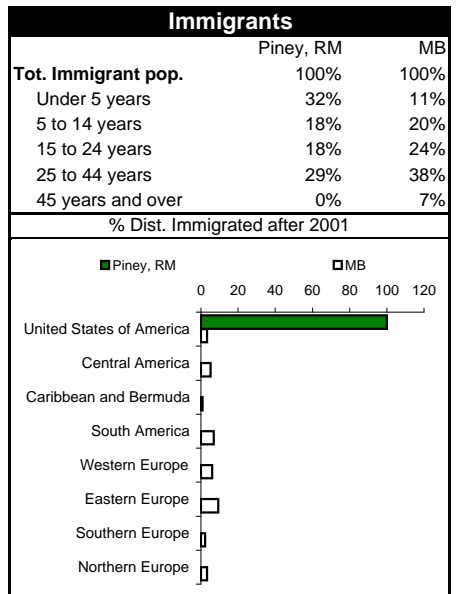 Immigrants
Piney, RM MB
Tot. Immigrant pop. 100% 100%
Under 5 years 32% 11%
5 to 14 years 18% 20%
15 to 24 years 18% 24%
25 to 44 years 29% 38%
45 years and over 0% 7%
% Dist. Immigrated after 2001
Piney, RM MB
0 20 40 60 80 100 120
United States of America
Central America
Caribbean and Bermuda
South America
Western Europe
Eastern Europe
Southern Europe
Northern Europe